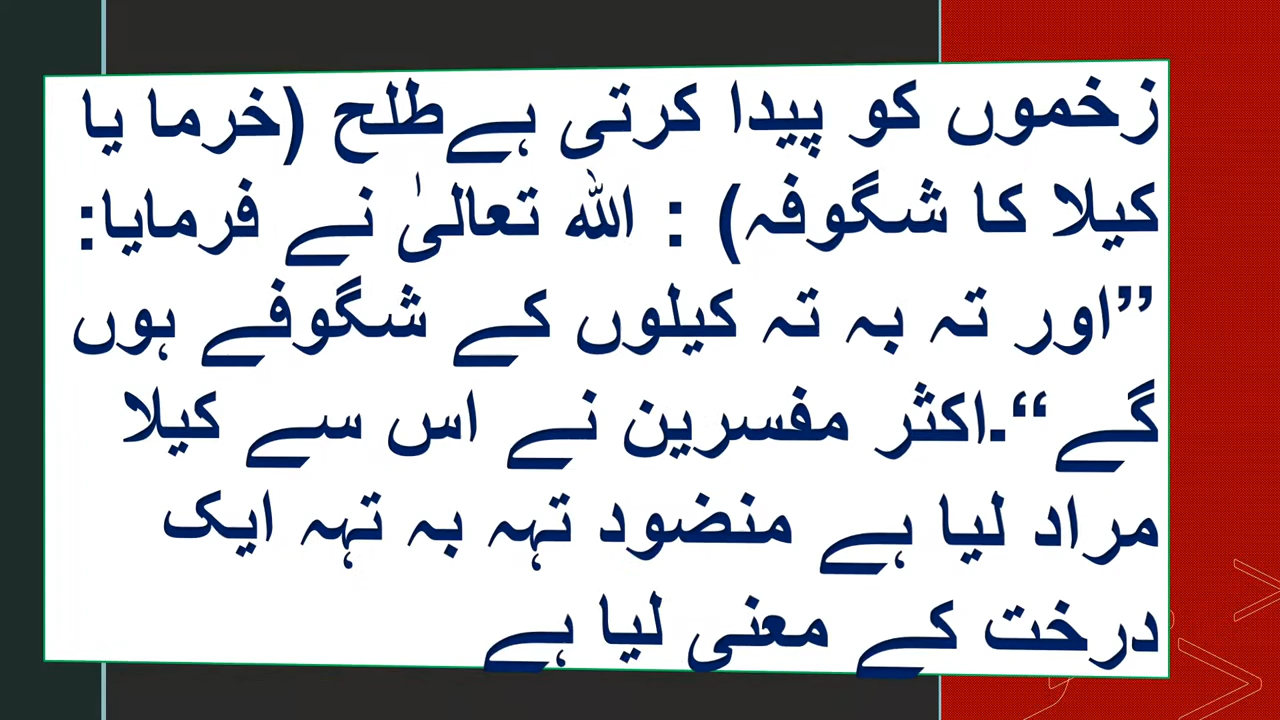 زخموں کو پیدا کرتی ہےطلح (خرما یا
کیلا کا شگوفہ) : اللہ تعالیٰ نے فرمایا:
”اور تہ بہ تہ کیلوں کے شگوفے ہوں
گے“.اکثر مفسرین نے اس سے کیلا
مراد لیا ہے منضود تہہ بہ تہہ ایک
درخت کے معنی لیا ہے